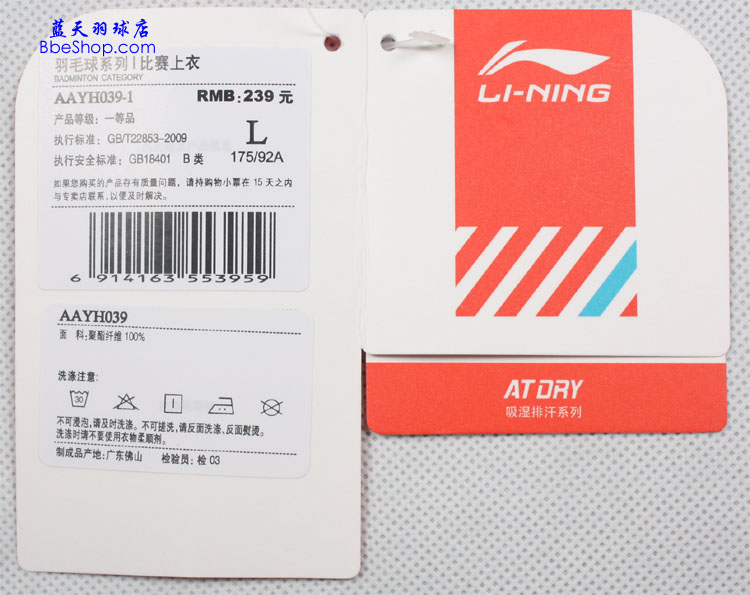 蓝天羽球店
BbeShop.com
羽毛球系列 | 比赛上衣
BADMINTON CATEGORY
AAYH039-1
RMB: 239 元
产品等级: 一等品
执行标准: GB/T22853-2009
L
执行安全标准: GB18401 B 类
175/92A
如果您购买的产品存有质量问题，请持购物小票在 15 天之内
与专卖店联系，以便及时解决。
6 914163 553959
AAYH039
面 料: 聚酯纤维 100%
洗涤注意:
30
不可浸泡，请及时洗涤。不可搓洗，请反面洗涤、反面熨烫。
洗涤时请不要使用衣物柔顺剂。
制成品产地: 广东佛山 检验员: 检 03
LI-NING
AT DRY
吸湿排汗系列